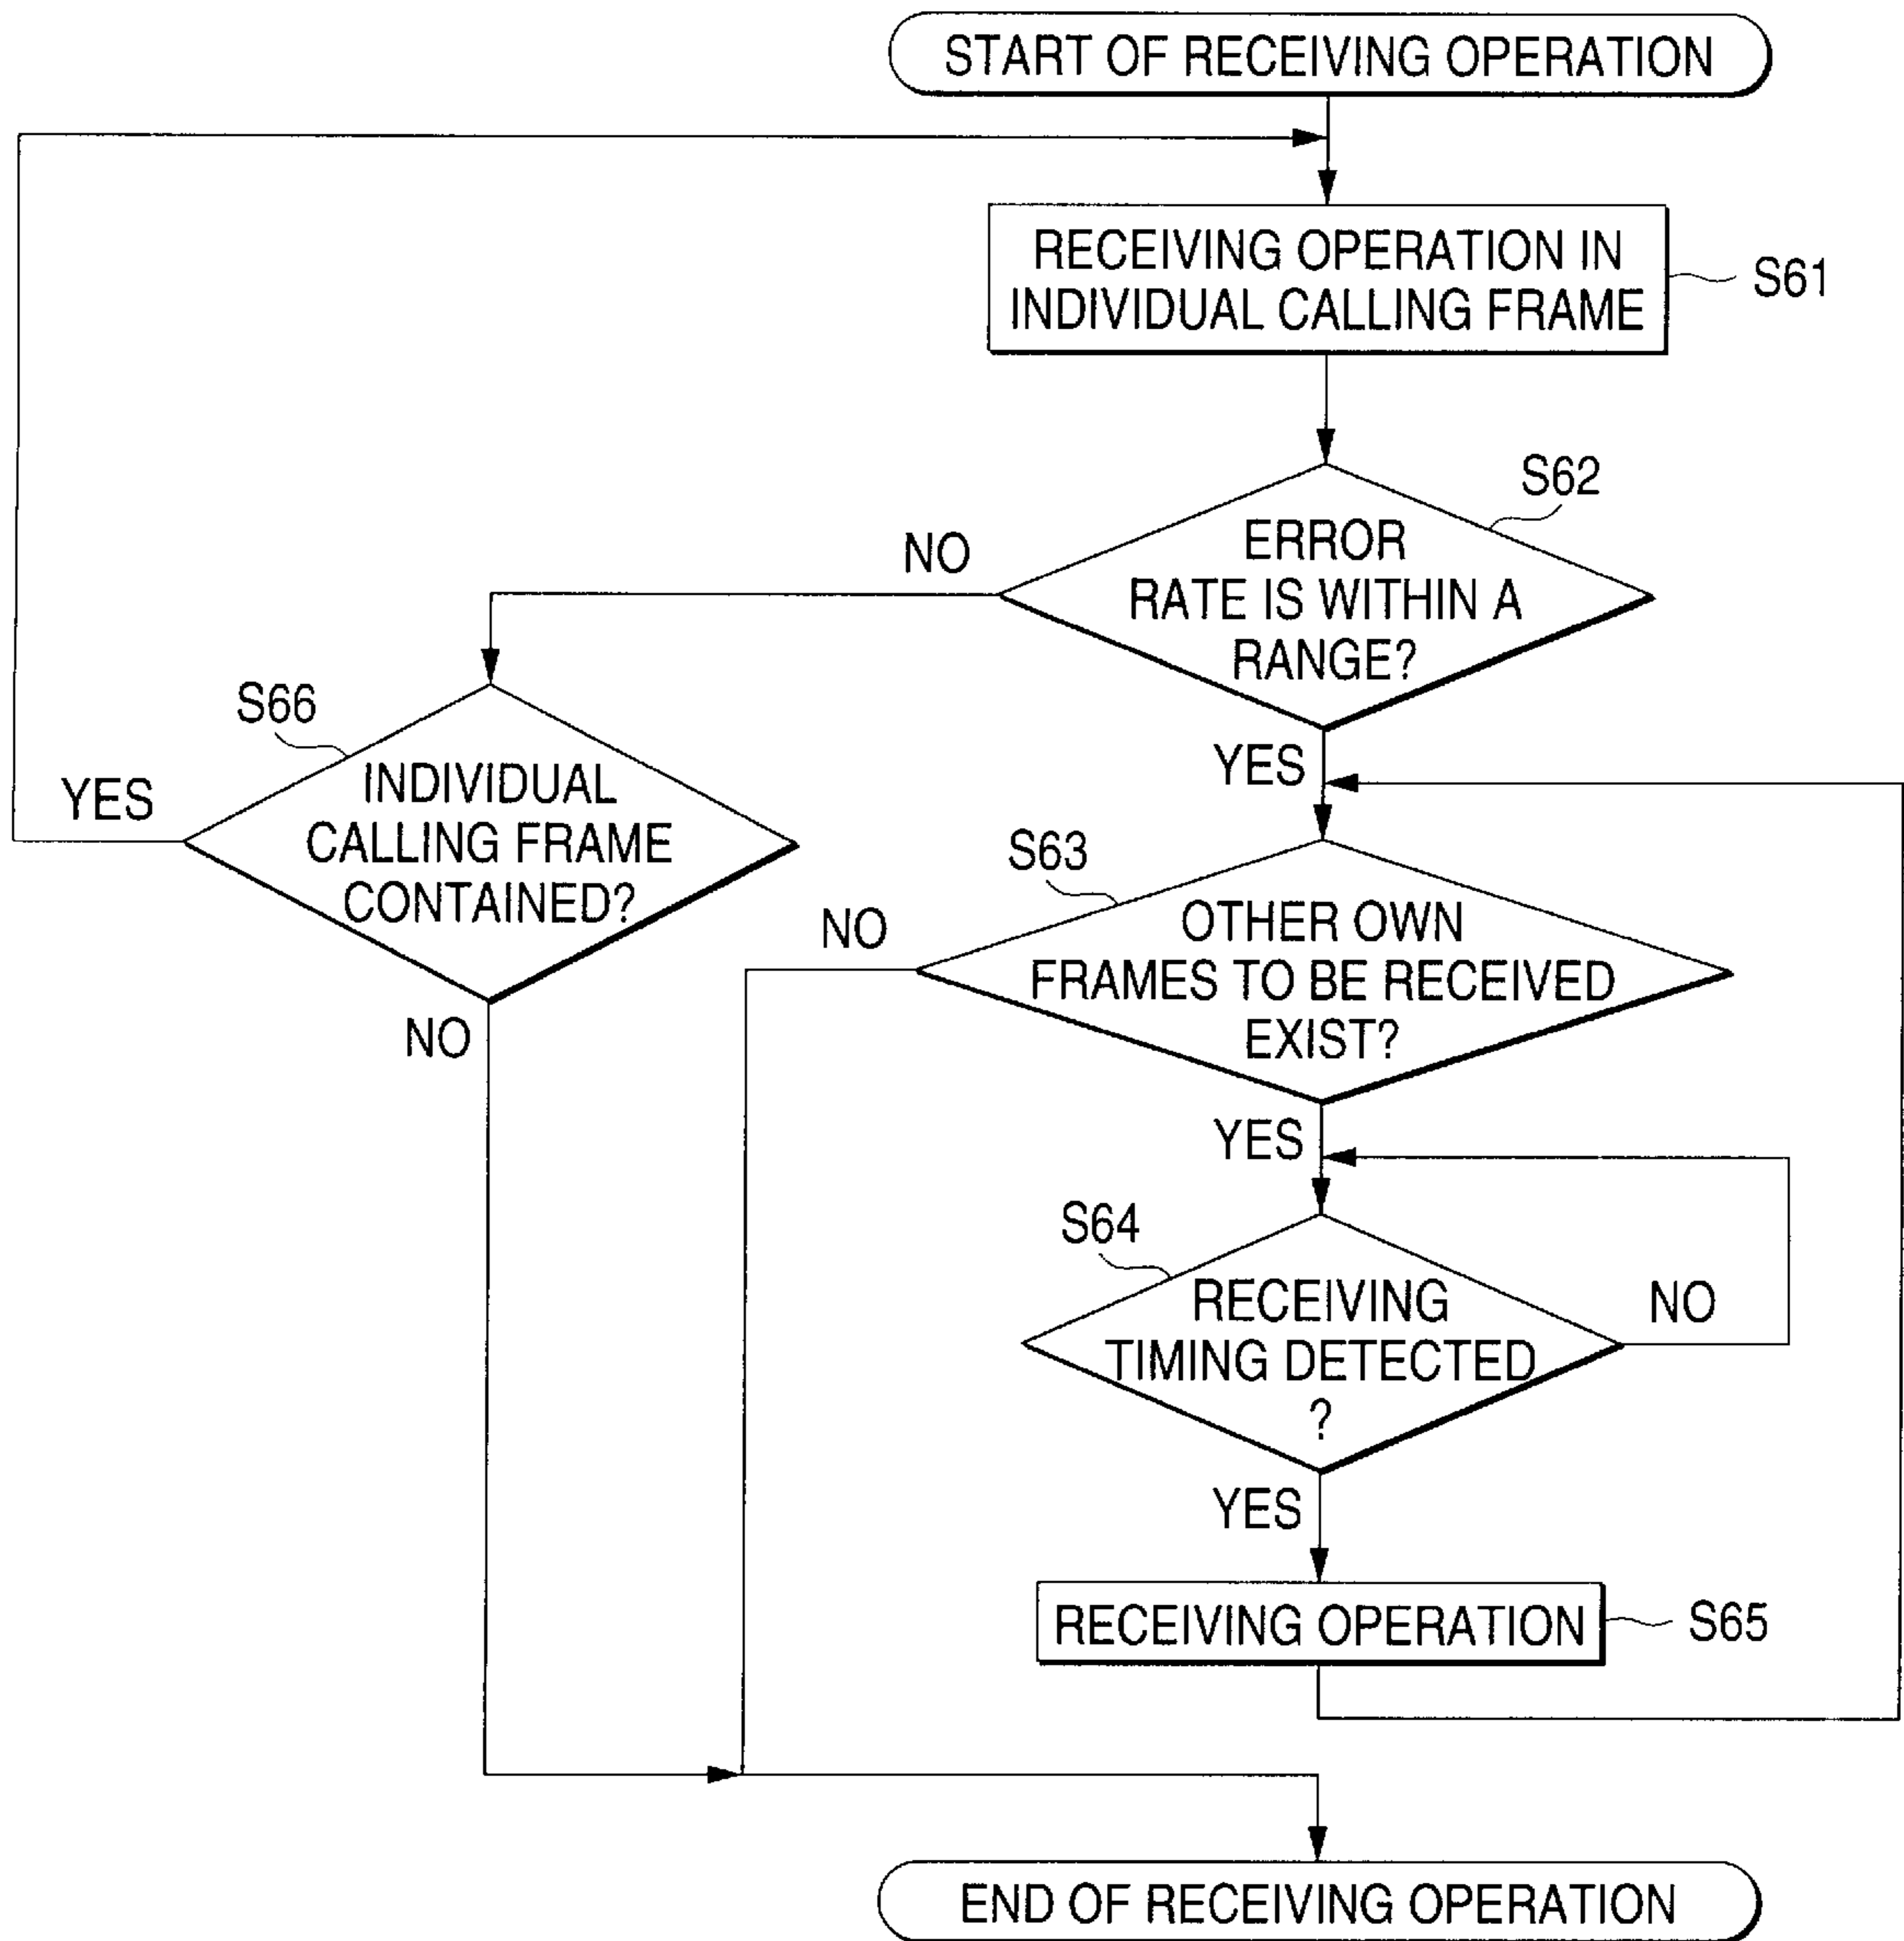 START OF RECEIVING OPERATION
RECEIVING OPERATION IN
INDIVIDUAL CALLING FRAME
S61
S62
NO
ERROR
RATE IS WITHIN A
RANGE?
S66
YES
YES
INDIVIDUAL
CALLING FRAME
CONTAINED?
NO
S63
NO
OTHER OWN
FRAMES TO BE RECEIVED
EXIST?
YES
S64
RECEIVING
TIMING DETECTED
?
NO
YES
RECEIVING OPERATION
S65
END OF RECEIVING OPERATION